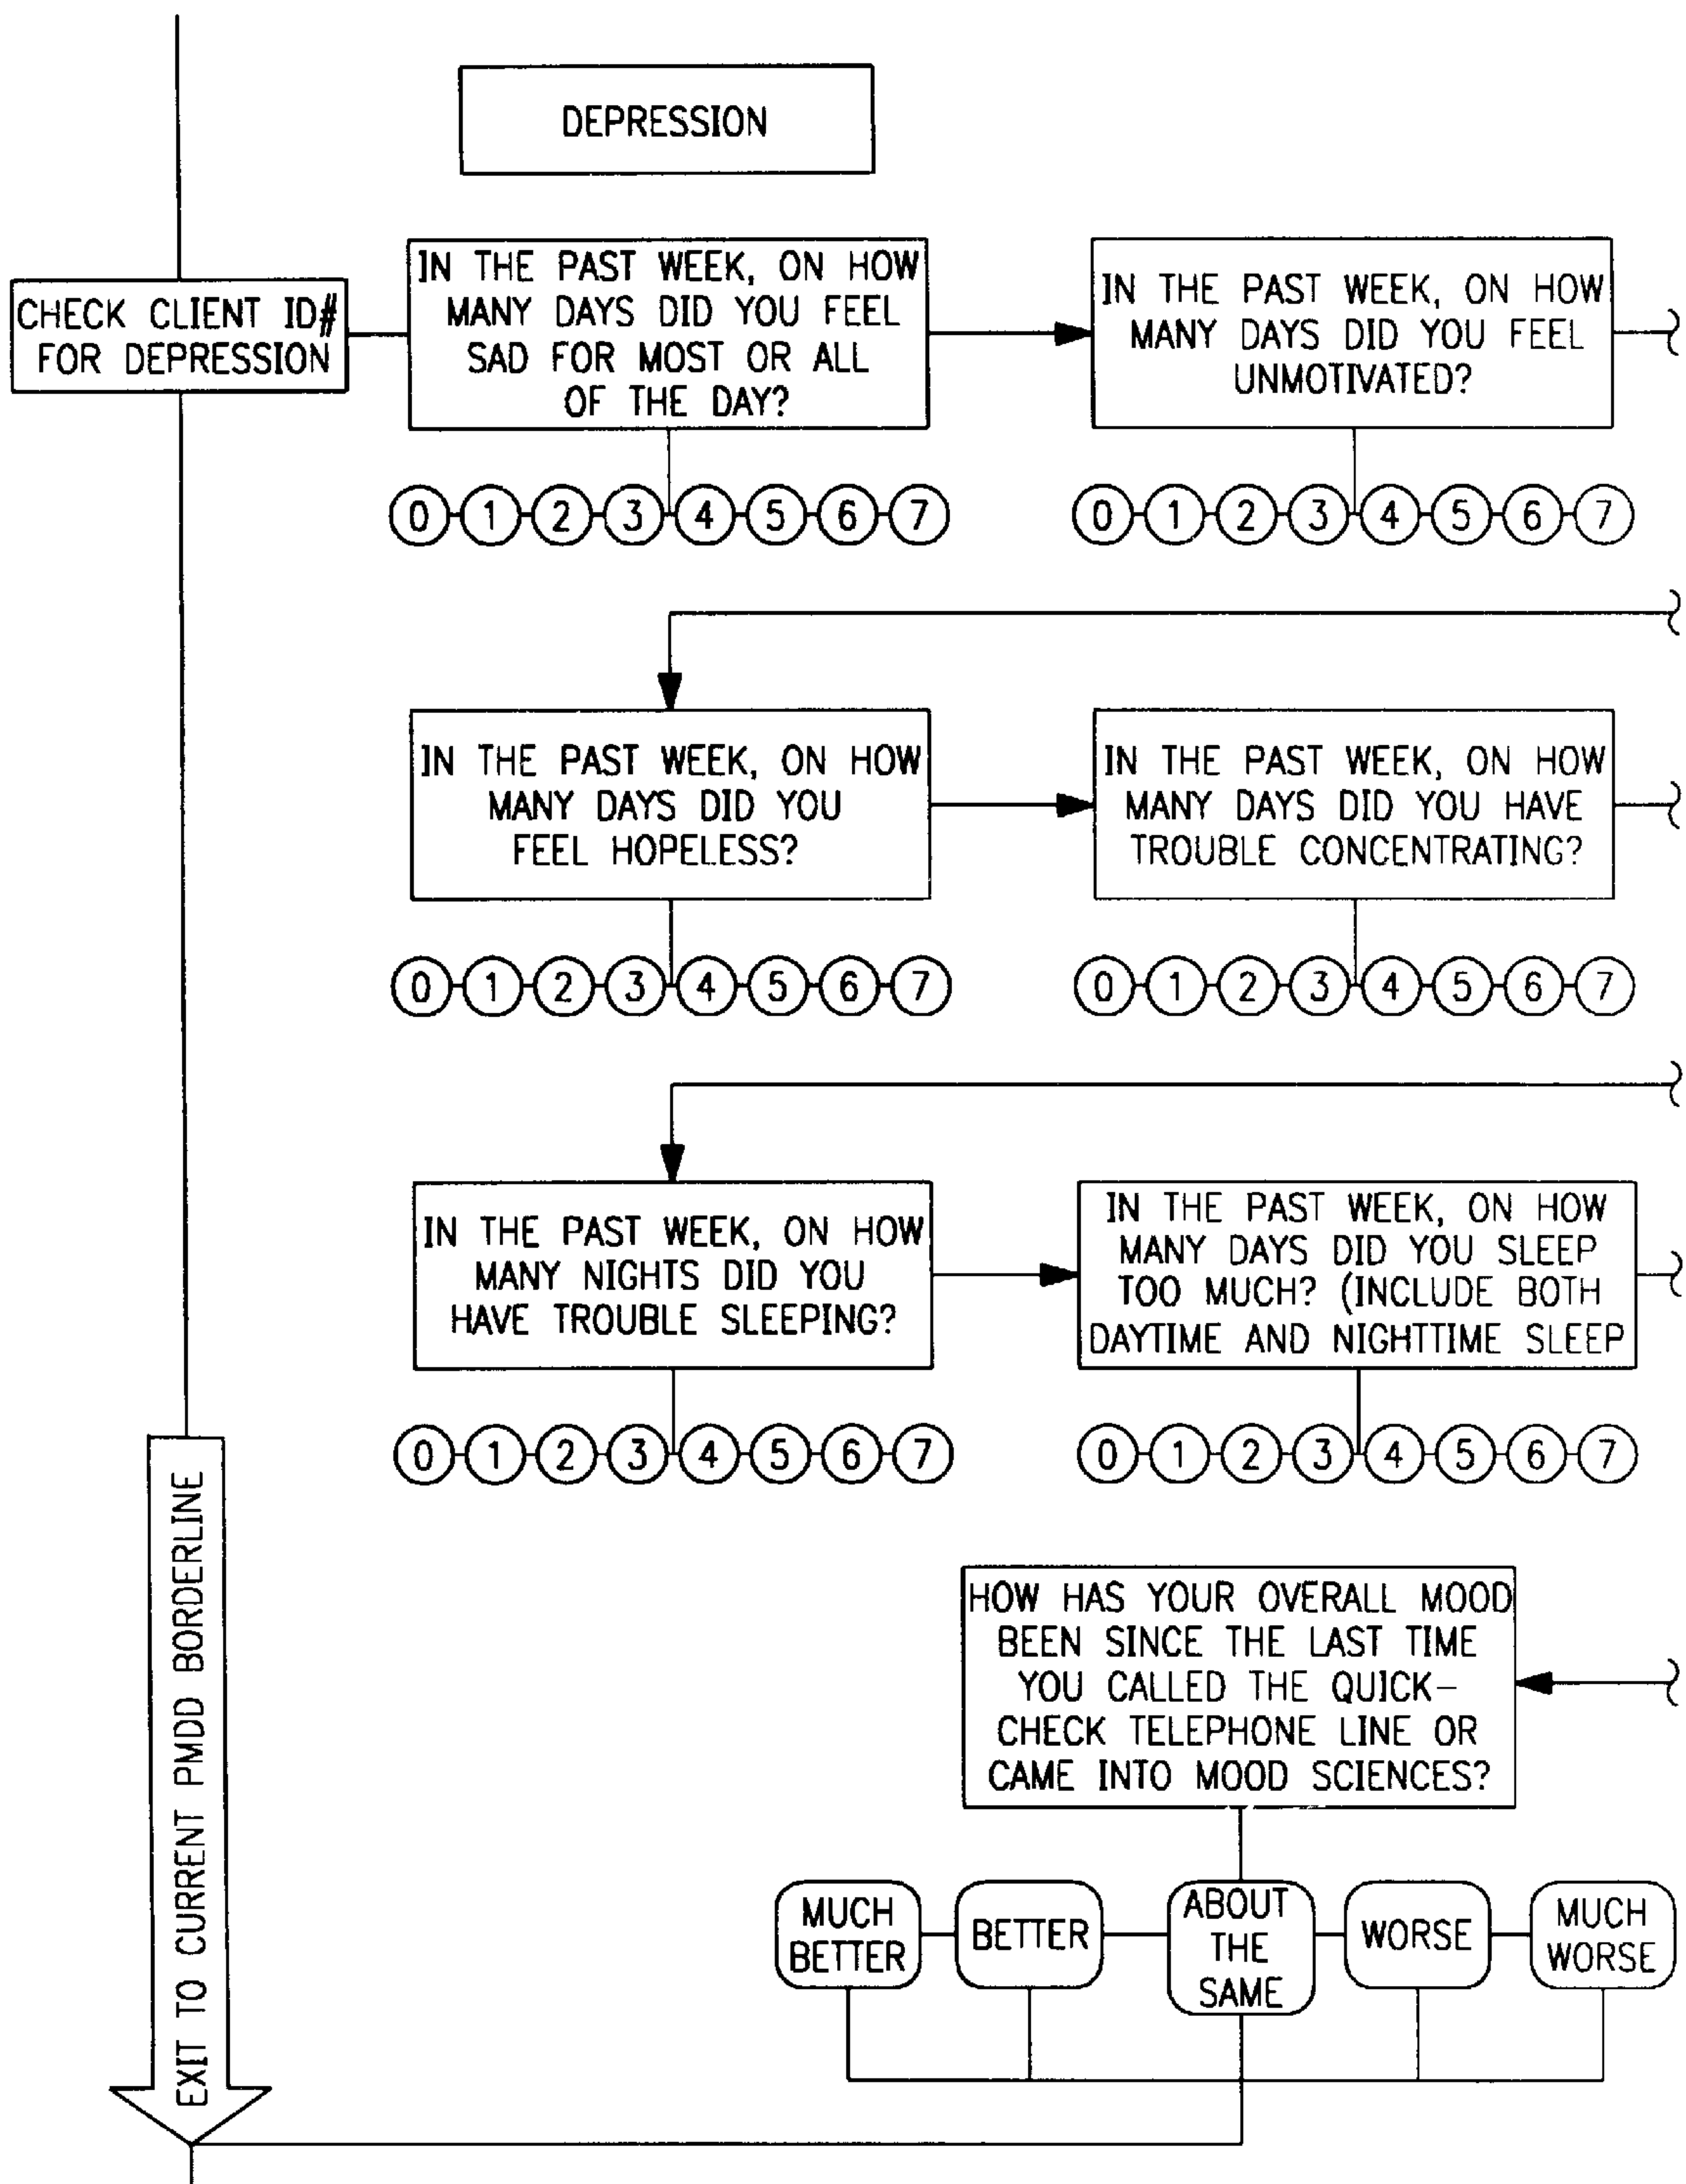 DEPRESSION
CHECK CLIENT ID#
FOR DEPRESSION
IN THE PAST WEEK, ON HOW
MANY DAYS DID YOU FEEL
SAD FOR MOST OR ALL
OF THE DAY?
IN THE PAST WEEK, ON HOW
MANY DAYS DID YOU FEEL
UNMOTIVATED?
0 1 2 3 4 5 6 7
0 1 2 3 4 5 6 7
IN THE PAST WEEK, ON HOW
MANY DAYS DID YOU
FEEL HOPELESS?
IN THE PAST WEEK, ON HOW
MANY DAYS DID YOU HAVE
TROUBLE CONCENTRATING?
0 1 2 3 4 5 6 7
0 1 2 3 4 5 6 7
IN THE PAST WEEK, ON HOW
MANY NIGHTS DID YOU
HAVE TROUBLE SLEEPING?
IN THE PAST WEEK, ON HOW
MANY DAYS DID YOU SLEEP
TOO MUCH? (INCLUDE BOTH
DAYTIME AND NIGHTTIME SLEEP
0 1 2 3 4 5 6 7
0 1 2 3 4 5 6 7
EXIT TO CURRENT PMDD BORDERLINE
HOW HAS YOUR OVERALL MOOD
BEEN SINCE THE LAST TIME
YOU CALLED THE QUICK-
CHECK TELEPHONE LINE OR
CAME INTO MOOD SCIENCES?
MUCH
BETTER
BETTER
ABOUT
THE
SAME
WORSE
MUCH
WORSE